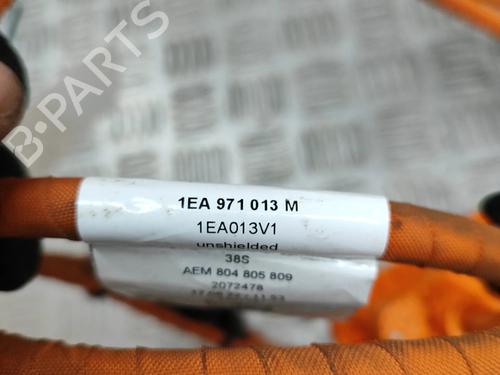 B-PARTS
1EA 971 013 M
1EA013V1
unshielded
38S
AEM 804 805 809
2072478